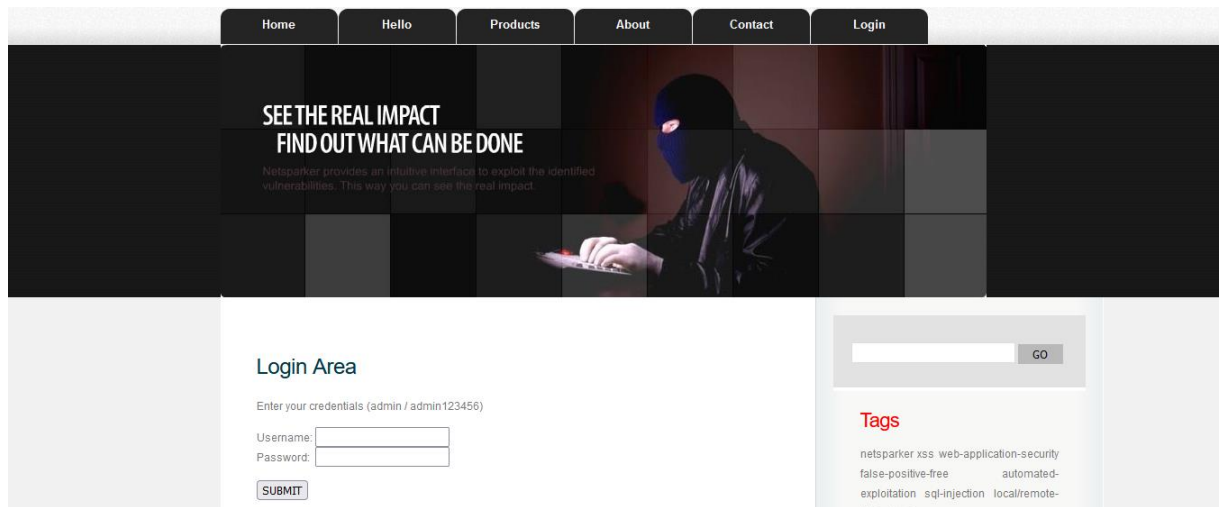 Home Hello Products About Contact Login
SEE THE REAL IMPACT
FIND OUT WHAT CAN BE DONE
Netsparker provides an intuitive interface to exploit the identified
vulnerabilities. This way you can see the real impact.
Login Area
Enter your credentials (admin / admin123456)
Username:
Password:
SUBMIT
GO
Tags
netsparker xss web-application-security
false-positive-free automated-
exploitation sql-injection local/remote-